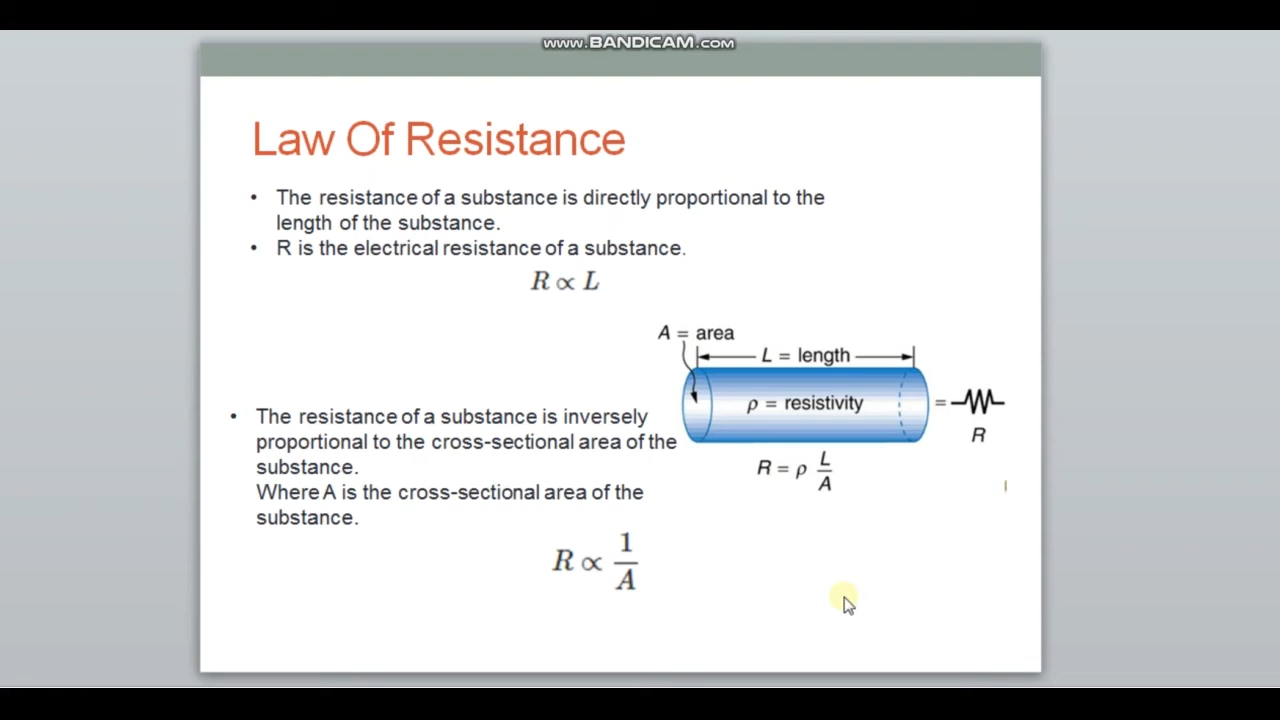 www.BANDICAM.com
Law Of Resistance
• The resistance of a substance is directly proportional to the
length of the substance.
• R is the electrical resistance of a substance.
R ∝ L
A = area
L = length
ρ = resistivity
=
R
R = ρ L/A
• The resistance of a substance is inversely
proportional to the cross-sectional area of the
substance.
Where A is the cross-sectional area of the
substance.
R ∝ 1/A